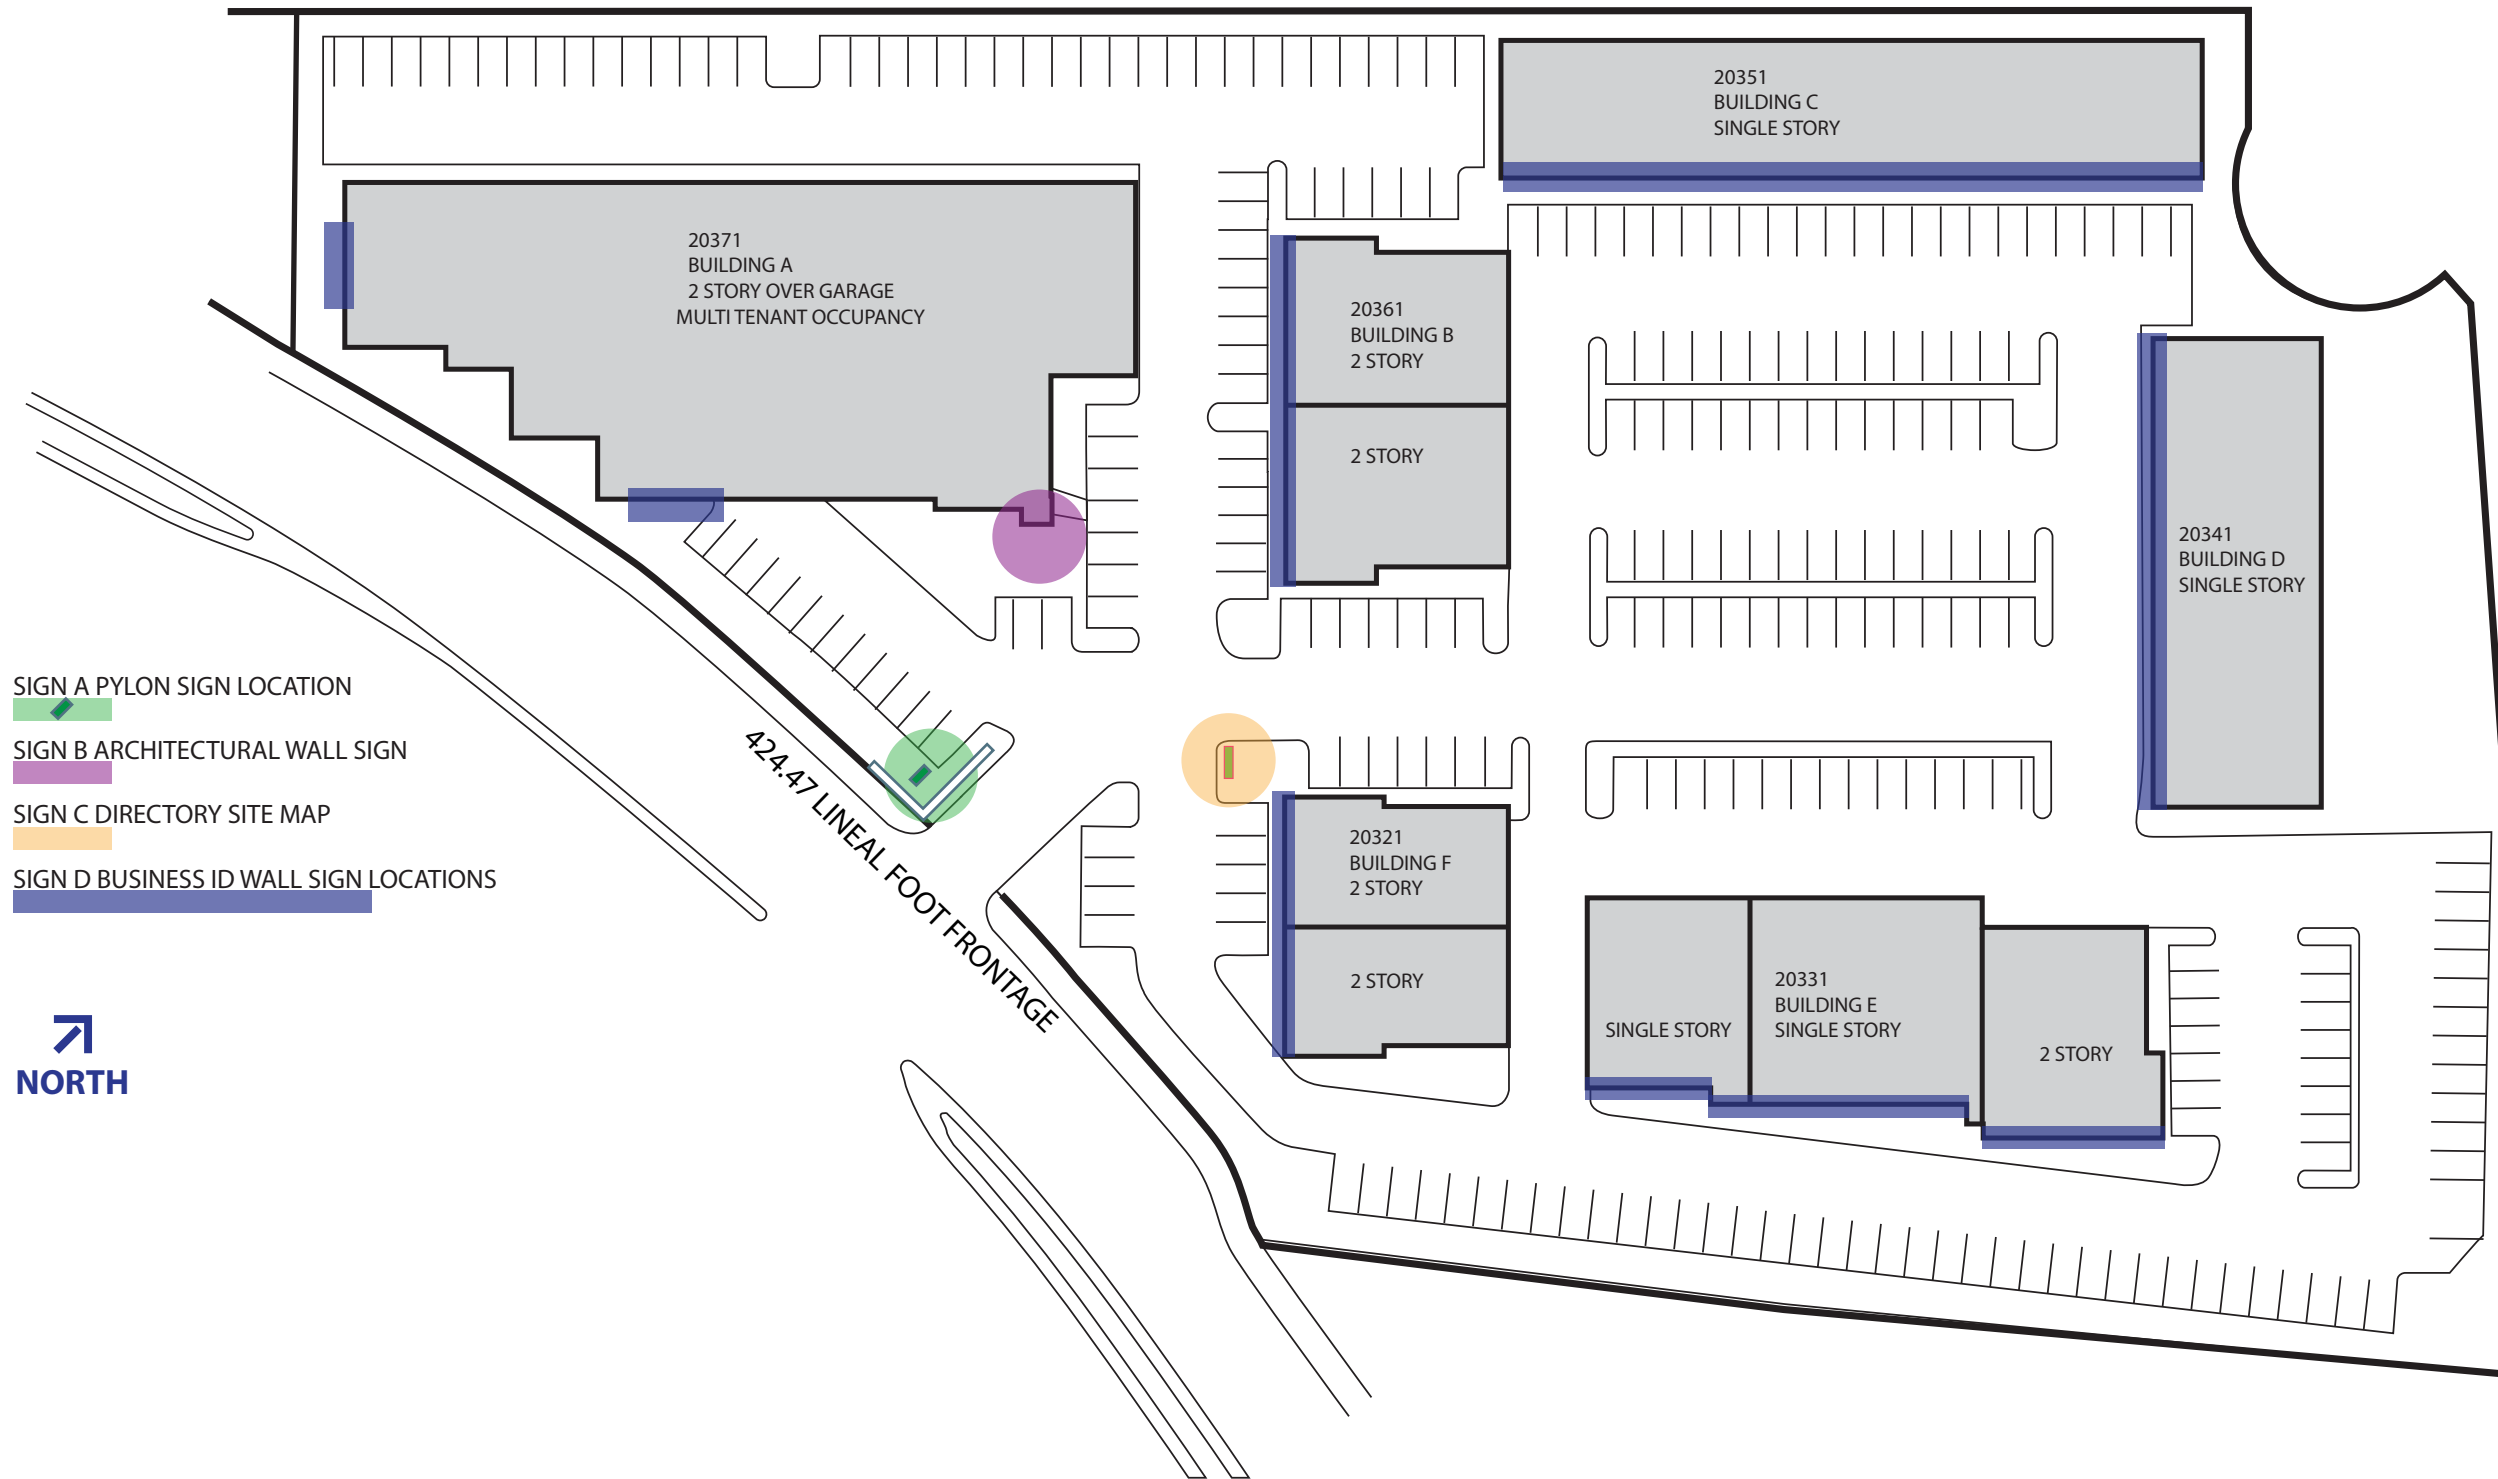 20351
BUILDING C
SINGLE STORY
20371
BUILDING A
2 STORY OVER GARAGE
MULTI TENANT OCCUPANCY
20361
BUILDING B
2 STORY
2 STORY
20341
BUILDING D
SINGLE STORY
SIGN A PYLON SIGN LOCATION
SIGN B ARCHITECTURAL WALL SIGN
SIGN C DIRECTORY SITE MAP
SIGN D BUSINESS ID WALL SIGN LOCATIONS
424.47 LINEAL FOOT FRONTAGE
20321
BUILDING F
2 STORY
2 STORY
20331
BUILDING E
SINGLE STORY
SINGLE STORY
2 STORY
NORTH